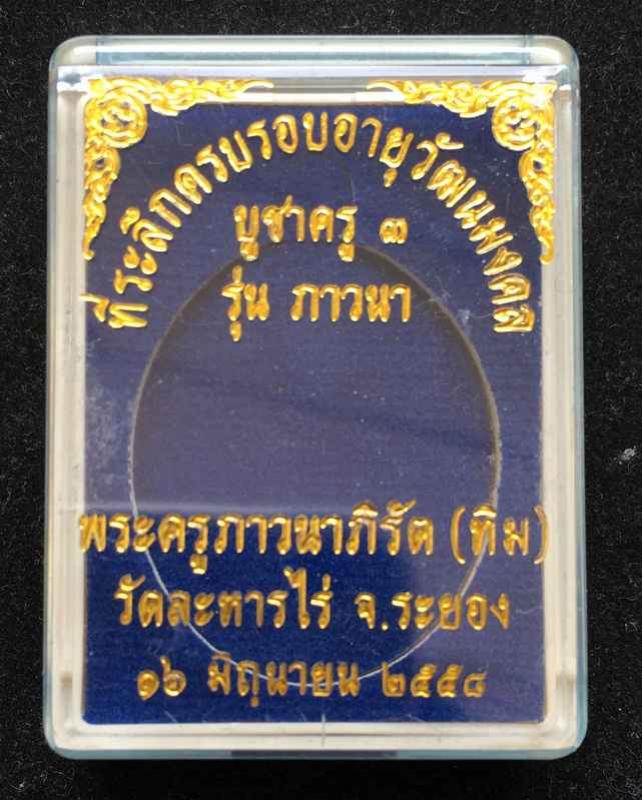 ที่ระลึกครบรอบอายุวัฒนมงคล
บูชาครู ๓
รุ่น ภาวนา
พระครูภาวนาภิรัต (ทิม)
วัดละหารไร่ จ.ระยอง
๑๖ มิถุนายน ๒๕๕๘